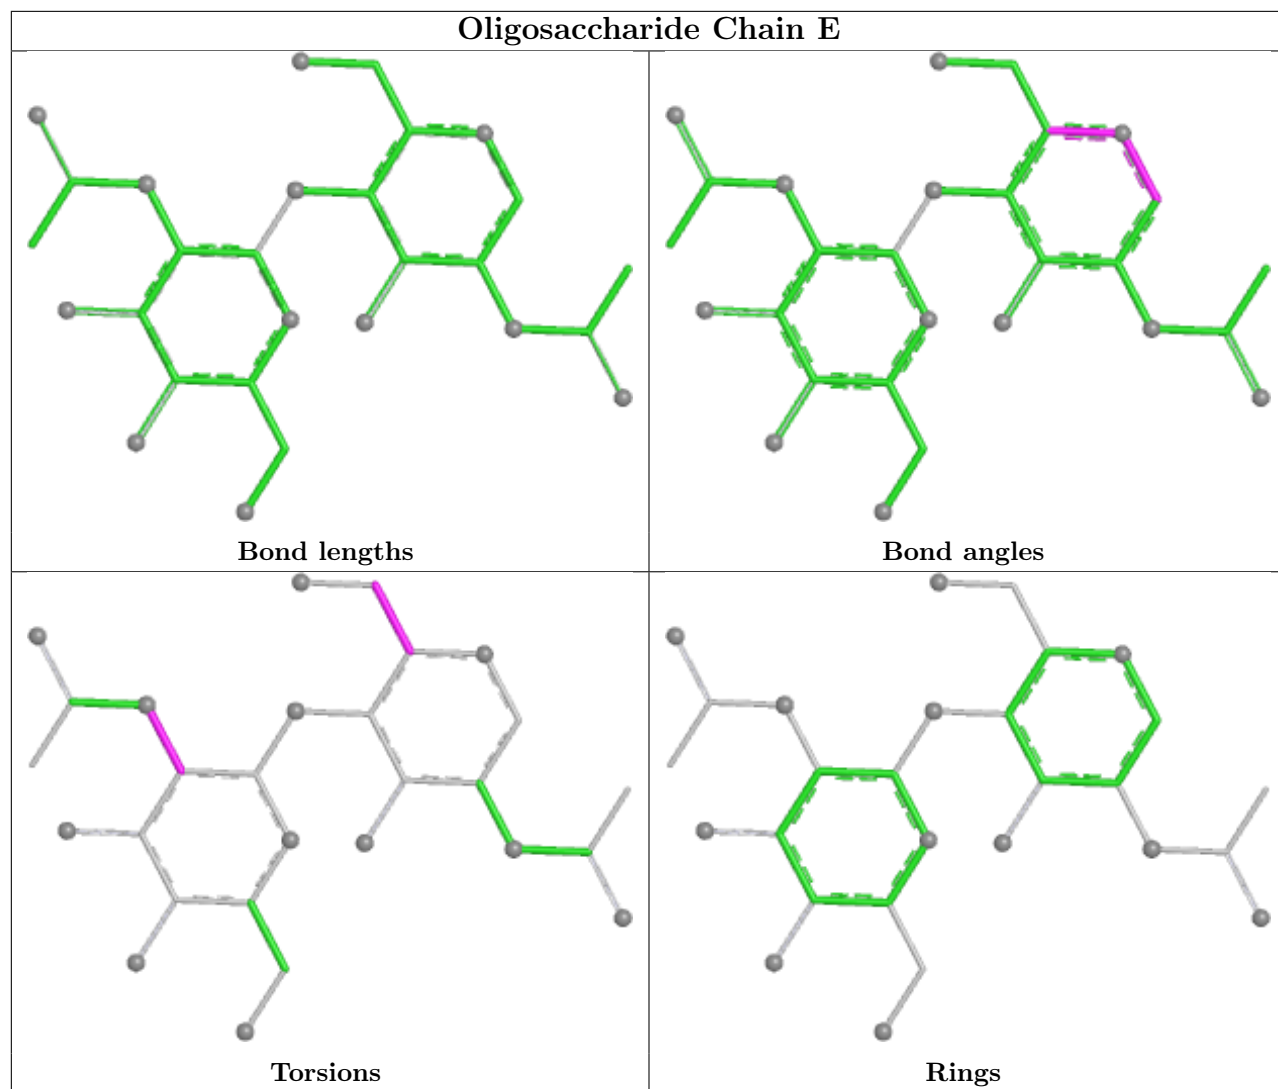 Oligosaccharide Chain E
Bond lengths
Bond angles
Torsions
Rings